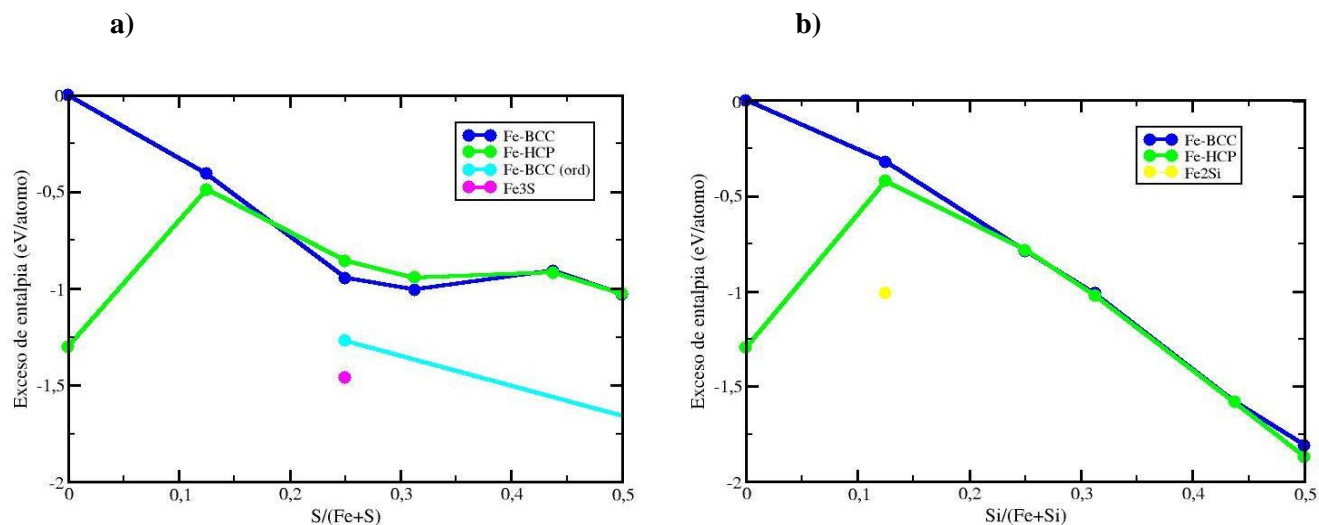 a)
0
-0,5
-1
-1,5
-2
Exceso de entalpia (eV/atomo)
Fe-BCC
Fe-HCP
Fe-BCC (ord)
Fe3S
0
0,1
0,2
0,3
0,4
0,5
S/(Fe+S)
b)
0
-0,5
-1
-1,5
-2
Exceso de entalpia (eV/atomo)
Fe-BCC
Fe-HCP
Fe2Si
0
0,1
0,2
0,3
0,4
0,5
Si/(Fe+Si)